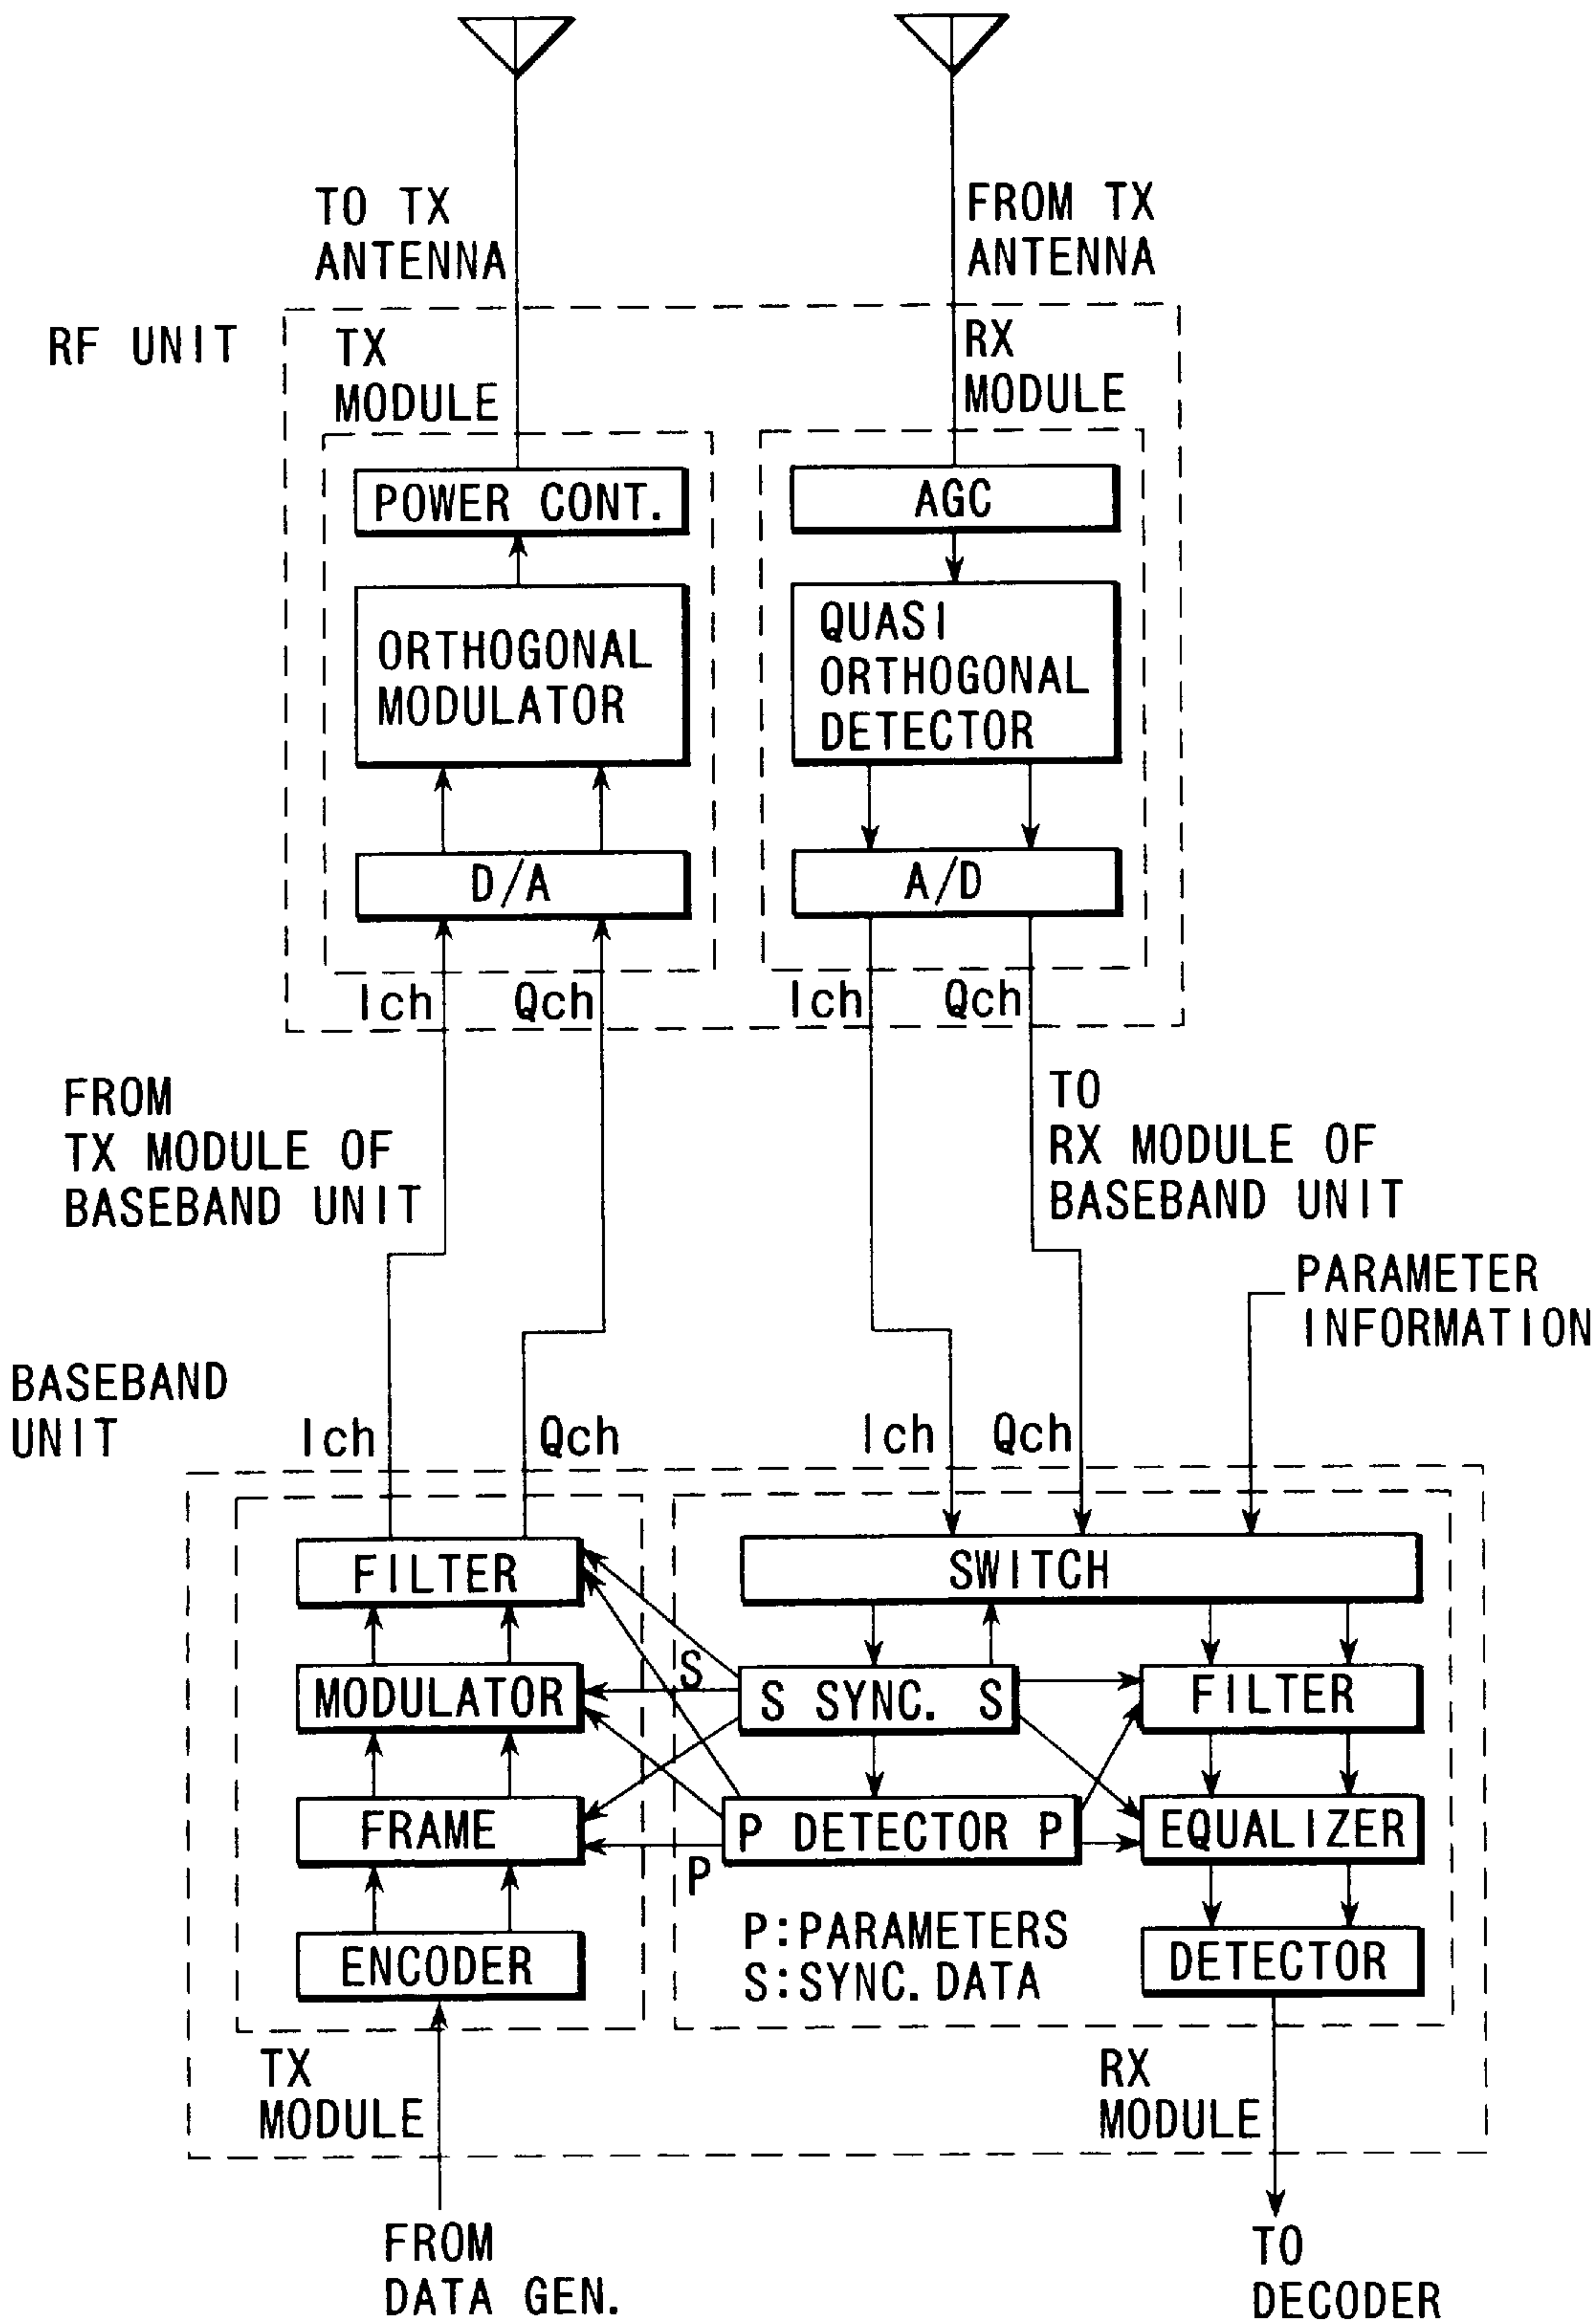 TO TX
ANTENNA
FROM TX
ANTENNA
RF UNIT
TX
MODULE
RX
MODULE
POWER CONT.
AGC
ORTHOGONAL
MODULATOR
QUASI
ORTHOGONAL
DETECTOR
D/A
A/D
Ich
Qch
Ich
Qch
FROM
TX MODULE OF
BASEBAND UNIT
TO
RX MODULE OF
BASEBAND UNIT
PARAMETER
INFORMATION
BASEBAND
UNIT
Ich
Qch
Ich
Qch
FILTER
SWITCH
S
MODULATOR
S SYNC. S
FILTER
FRAME
P DETECTOR P
EQUALIZER
P
ENCODER
P:PARAMETERS
S:SYNC. DATA
DETECTOR
TX
MODULE
RX
MODULE
FROM
DATA GEN.
TO
DECODER